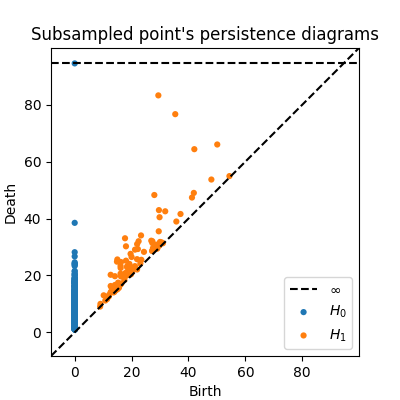 Subsampled point's persistence diagrams
Death
80
60
40
20
0
∞
H₀
H₁
0 20 40 60 80
Birth